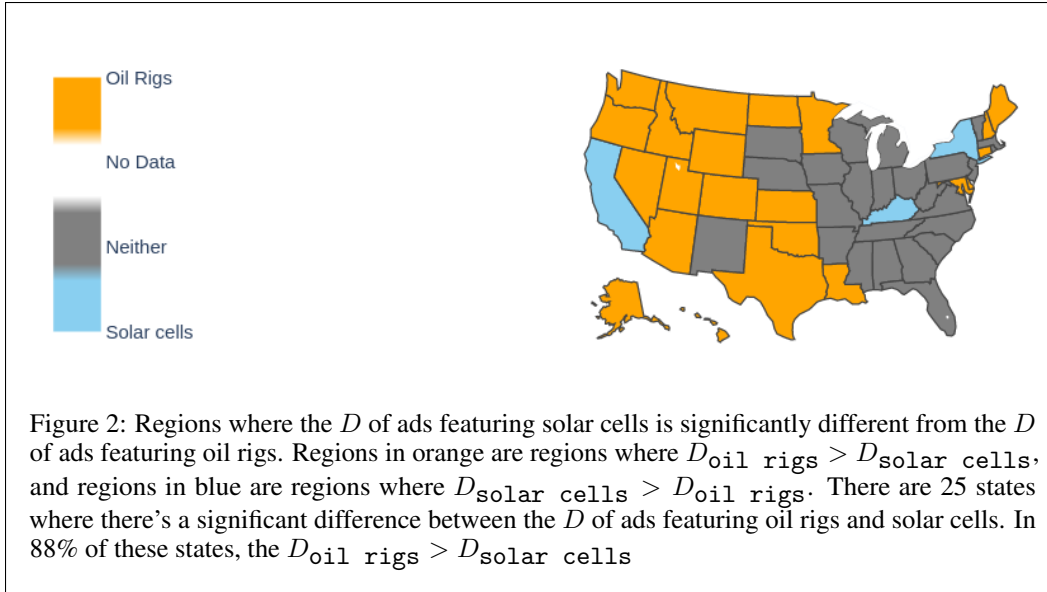 Oil Rigs
No Data
Neither
Solar cells
Figure 2: Regions where the D of ads featuring solar cells is significantly different from the D
of ads featuring oil rigs. Regions in orange are regions where D_oil rigs > D_solar cells,
and regions in blue are regions where D_solar cells > D_oil rigs. There are 25 states
where there's a significant difference between the D of ads featuring oil rigs and solar cells. In
88% of these states, the D_oil rigs > D_solar cells